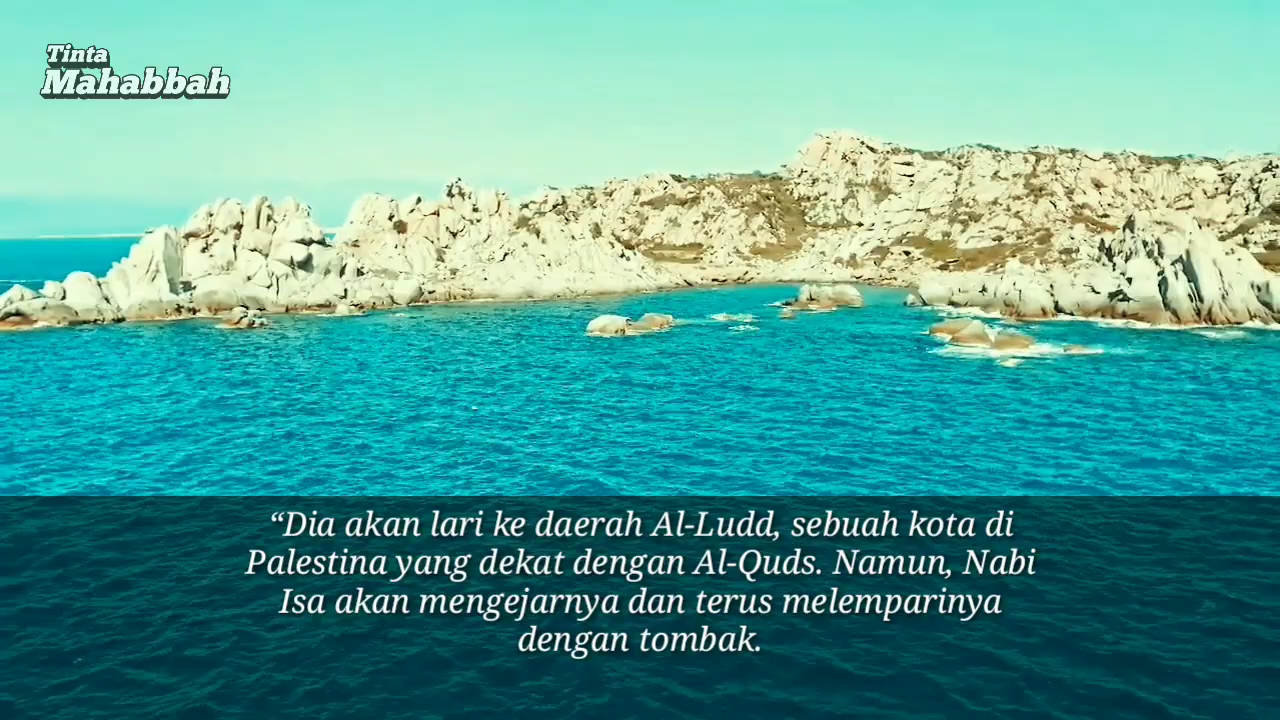 Tinta
Mahabbah
“Dia akan lari ke daerah Al-Ludd, sebuah kota di
Palestina yang dekat dengan Al-Quds. Namun, Nabi
Isa akan mengejarnya dan terus melemparinya
dengan tombak.